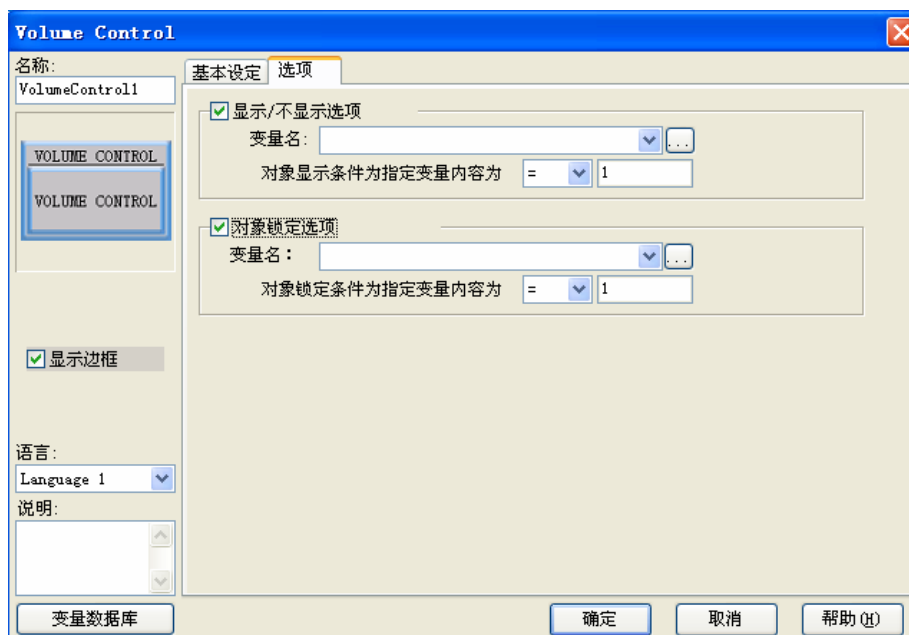 Volume Control
名称:
VolumeControl1
VOLUME CONTROL
VOLUME CONTROL
显示边框
语言:
Language 1
说明:
变量数据库
基本设定
选项
显示/不显示选项
变量名:
...
对象显示条件为指定变量内容为
=
1
对象锁定选项
变量名：
...
对象锁定条件为指定变量内容为
=
1
确定
取消
帮助(H)